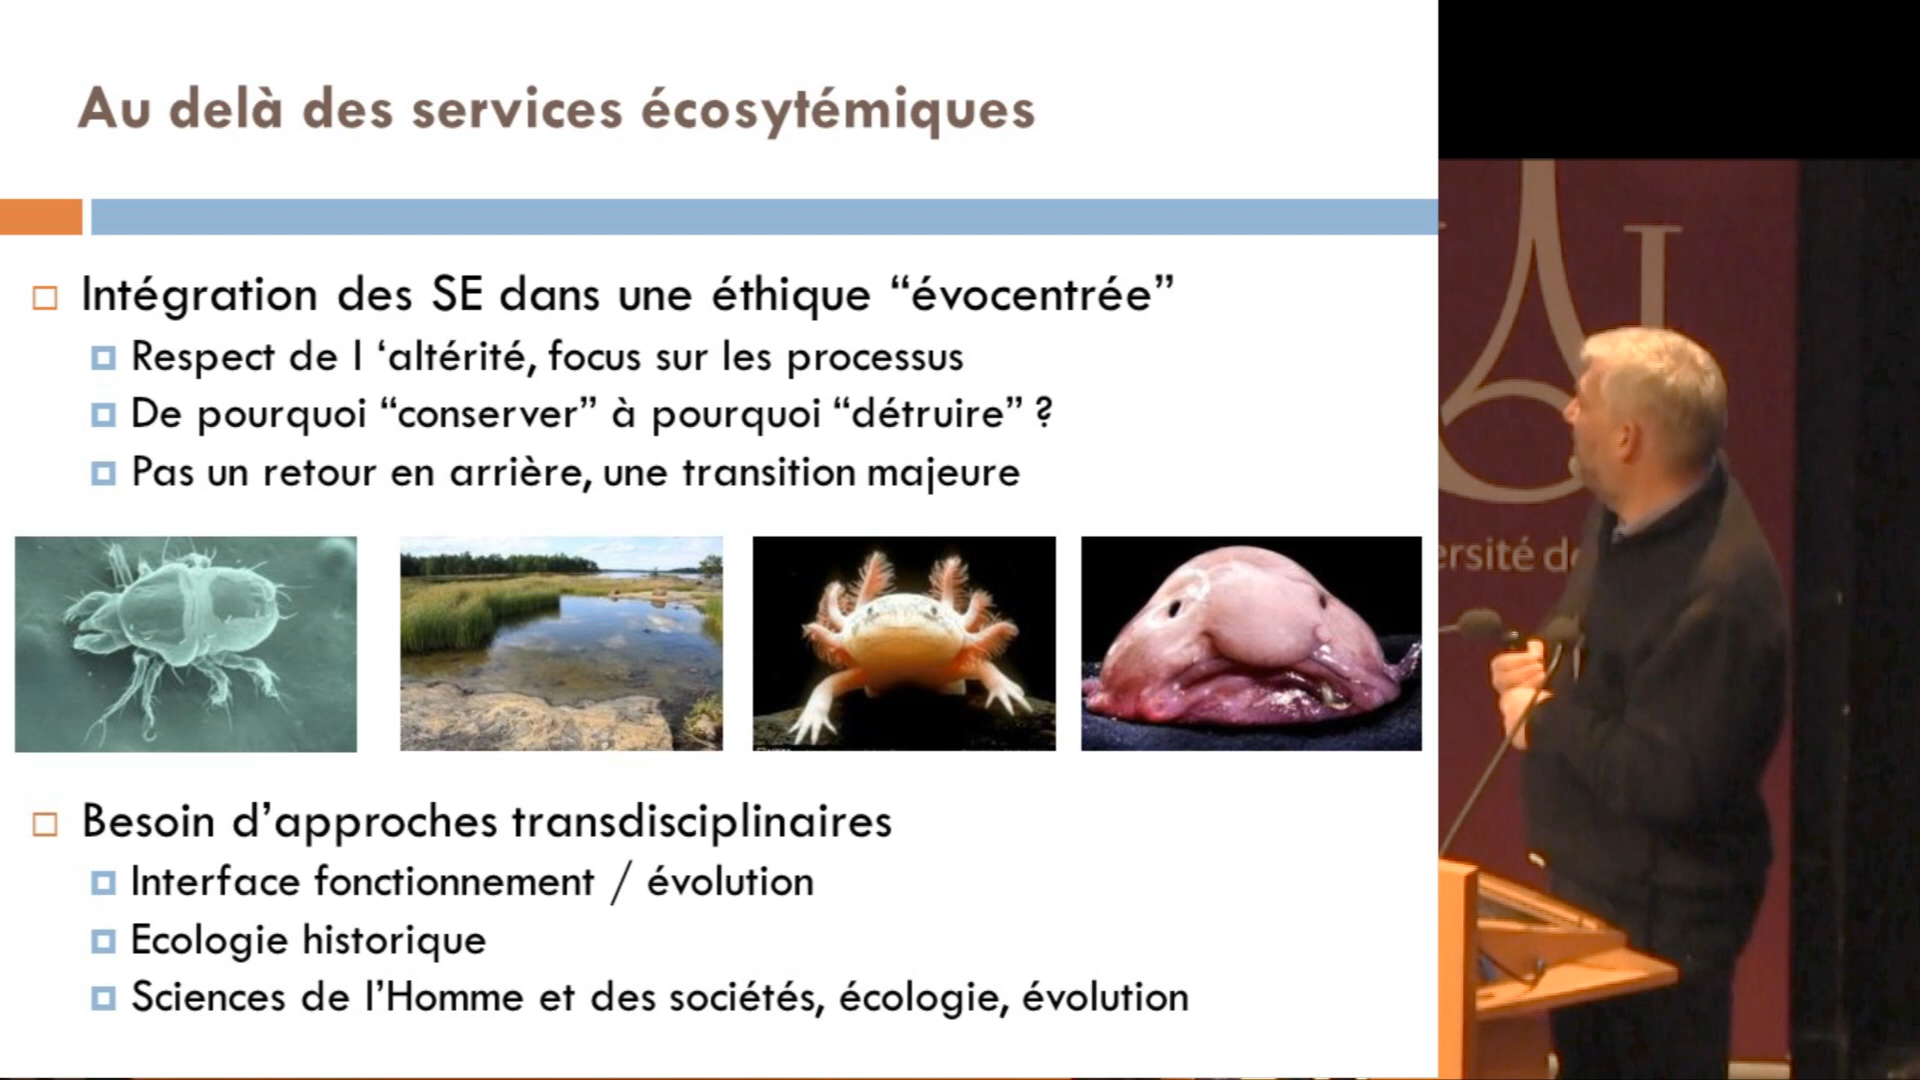 Au delà des services écosytémiques
Intégration des SE dans une éthique “évocentrée”
Respect de l ‘altérité, focus sur les processus
De pourquoi “conserver” à pourquoi “détruire” ?
Pas un retour en arrière, une transition majeure
ersité de
Besoin d’approches transdisciplinaires
Interface fonctionnement / évolution
Ecologie historique
Sciences de l’Homme et des sociétés, écologie, évolution